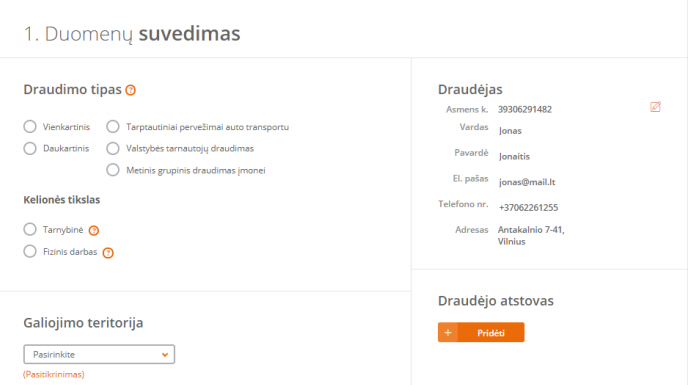 1. Duomenų suvedimas
Draudimo tipas ?
Vienkartinis
Tarptautiniai pervežimai auto transportu
Daukartinis
Valstybės tarnautojų draudimas
Metinis grupinis draudimas įmonei
Kelionės tikslas
Tarnybinė ?
Fizinis darbas ?
Galiojimo teritorija
Pasirinkite
(Pasitikrinimas)
Draudėjas
Asmens k. 39306291482
Vardas Jonas
Pavardė Jonaitis
El. pašas jonas@mail.lt
Telefono nr. +37062261255
Adresas Antakalnio 7-41,
Vilnius
Draudėjo atstovas
+ Pridėti